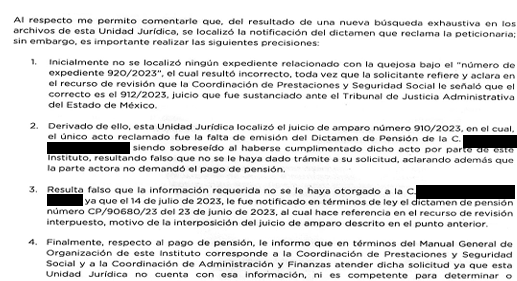 Al respecto me permito comentarle que, del resultado de una nueva búsqueda exhaustiva en los
archivos de esta Unidad Jurídica, se localizó la notificación del dictamen que reclama la peticionaria;
sin embargo, es importante realizar las siguientes precisiones:
1. Inicialmente no se localizó ningún expediente relacionado con la quejosa bajo el "número de
expediente 920/2023", el cual resultó incorrecto, toda vez que la solicitante refiere y aclara en
el recurso de revisión que la Coordinación de Prestaciones y Seguridad Social le señaló que el
correcto es el 912/2023, juicio que fue sustanciado ante el Tribunal de Justicia Administrativa
del Estado de México.
2. Derivado de ello, esta Unidad Jurídica localizó el juicio de amparo número 910/2023, en el cual,
el único acto reclamado fue la falta de emisión del Dictamen de Pensión de la C.
siendo sobreseído al haberse cumplimentado dicho acto por parte de este
Instituto, resultando falso que no se le haya dado trámite a su solicitud, aclarando además que
la parte actora no demandó el pago de pensión.
3. Resulta falso que la información requerida no se le haya otorgado a la C.
ya que el 14 de julio de 2023, le fue notificado en términos de ley el dictamen de pensión
número CP/90680/23 del 23 de junio de 2023, al cual hace referencia en el recurso de revisión
interpuesto, motivo de la interposición del juicio de amparo descrito en el punto anterior.
4. Finalmente, respecto al pago de pensión, le informo que en términos del Manual General de
Organización de este Instituto corresponde a la Coordinación de Prestaciones y Seguridad
Social y a la Coordinación de Administración y Finanzas atender dicha solicitud ya que esta
Unidad Jurídica no cuenta con esa información, ni es competente para determinar o